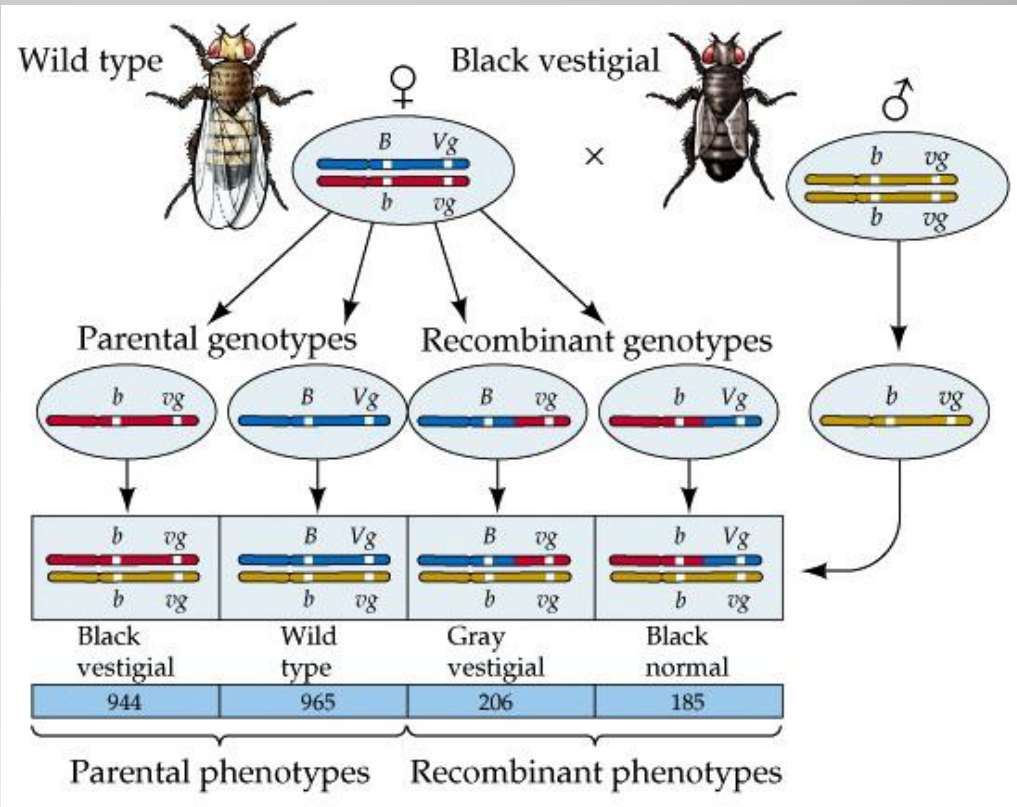 Wild type
Black vestigial
♀
♂
B Vg
b vg
×
b vg
b vg
Parental genotypes
Recombinant genotypes
b vg
B Vg
B vg
b Vg
b vg
b vg
B Vg
B vg
b Vg
b vg
b vg
b vg
b vg
Black
vestigial
Wild
type
Gray
vestigial
Black
normal
944
965
206
185
Parental phenotypes
Recombinant phenotypes